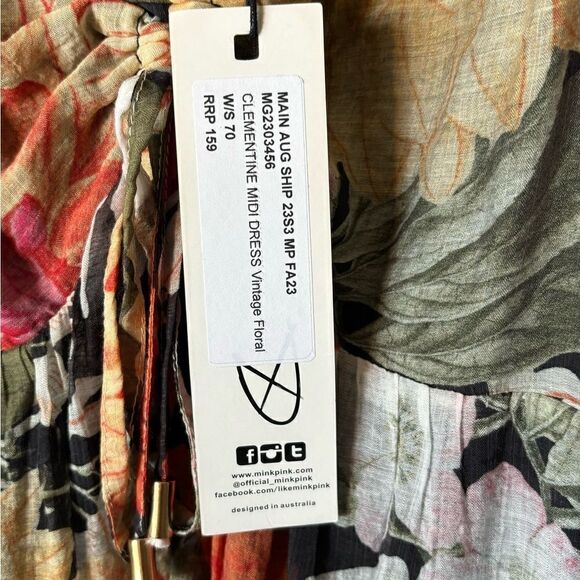 MAIN AUG SHIP 23S3 MP FA23
MG2303456
CLEMENTINE MIDI DRESS Vintage Floral
W/S 70
RRP 159
www.minkpink.com
@official_minkpink
facebook.com/likeminkpink
designed in australia